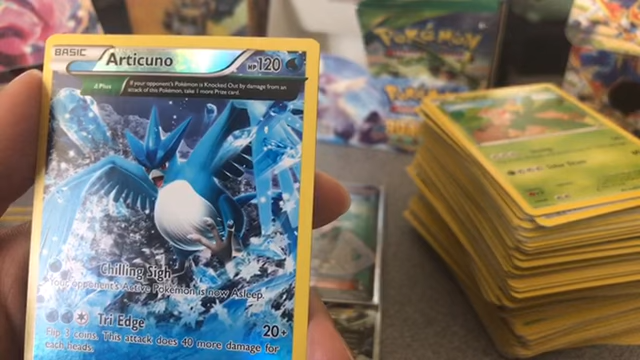 BASIC
Articuno
HP120
Δ Plus
If your opponent's Pokémon is Knocked Out by damage from an
attack of this Pokémon, take 1 more Prize card.
Chilling Sigh
Your opponent's Active Pokémon is now Asleep.
Tri Edge
20+
Flip 3 coins. This attack does 40 more damage for
each heads.
POKéMON